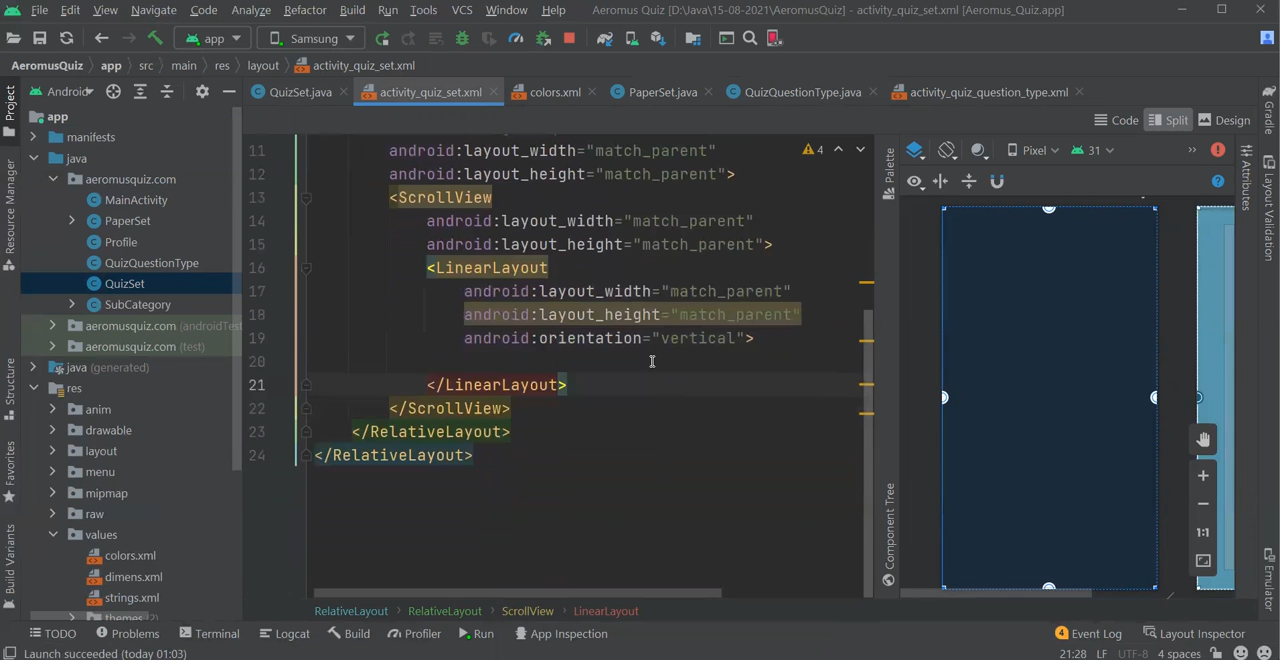 File Edit View Navigate Code Analyze Refactor Build Run Tools VCS Window Help Aeromus Quiz [D:\Java\15-08-2021\AeromusQuiz] - activity_quiz_set.xml [Aeromus_Quiz.app]
app Samsung
AeromusQuiz app src main res layout activity_quiz_set.xml
Project
Resource Manager
Structure
Favorites
Build Variants
Android
app
manifests
java
aeromusquiz.com
MainActivity
PaperSet
Profile
QuizQuestionType
QuizSet
SubCategory
aeromusquiz.com (androidTest
aeromusquiz.com (test)
java (generated)
res
anim
drawable
layout
menu
mipmap
raw
values
colors.xml
dimens.xml
strings.xml
themes
QuizSet.java activity_quiz_set.xml colors.xml PaperSet.java QuizQuestionType.java activity_quiz_question_type.xml
Code Split Design
4
11 android:layout_width="match_parent"
12 android:layout_height="match_parent">
13 <ScrollView
14 android:layout_width="match_parent"
15 android:layout_height="match_parent">
16 <LinearLayout
17 android:layout_width="match_parent"
18 android:layout_height="match_parent"
19 android:orientation="vertical">
20
21 </LinearLayout>
22 </ScrollView>
23 </RelativeLayout>
24 </RelativeLayout>
RelativeLayout RelativeLayout ScrollView LinearLayout
Palette
Component Tree
Pixel 31
1:1
Attributes
Gradle
Layout Validation
Emulator
TODO Problems Terminal Logcat Build Profiler Run App Inspection 4 Event Log Layout Inspector
Launch succeeded (today 01:03) 21:28 LF UTF-8 4 spaces